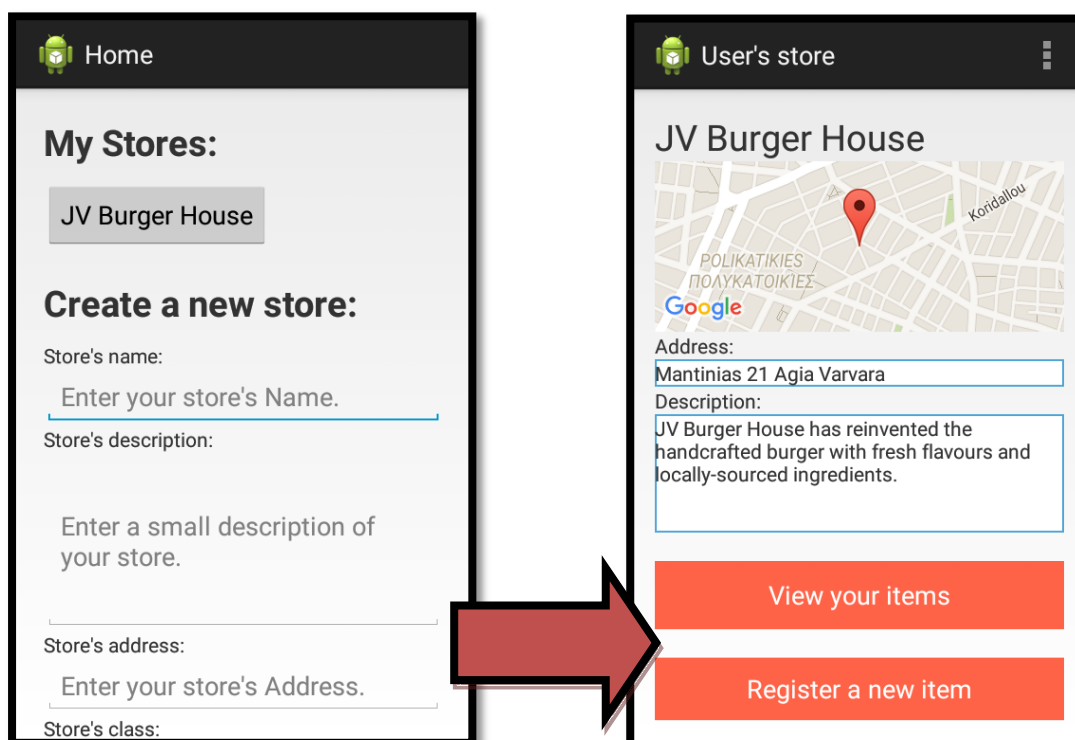 Home
My Stores:
JV Burger House
Create a new store:
Store's name:
Enter your store's Name.
Store's description:
Enter a small description of
your store.
Store's address:
Enter your store's Address.
Store's class:
User's store
JV Burger House
Koridallou
POLIKATIKIES
ΠΟΛΥΚΑΤΟΙΚΙΕΣ
Google
Address:
Mantinias 21 Agia Varvara
Description:
JV Burger House has reinvented the
handcrafted burger with fresh flavours and
locally-sourced ingredients.
View your items
Register a new item